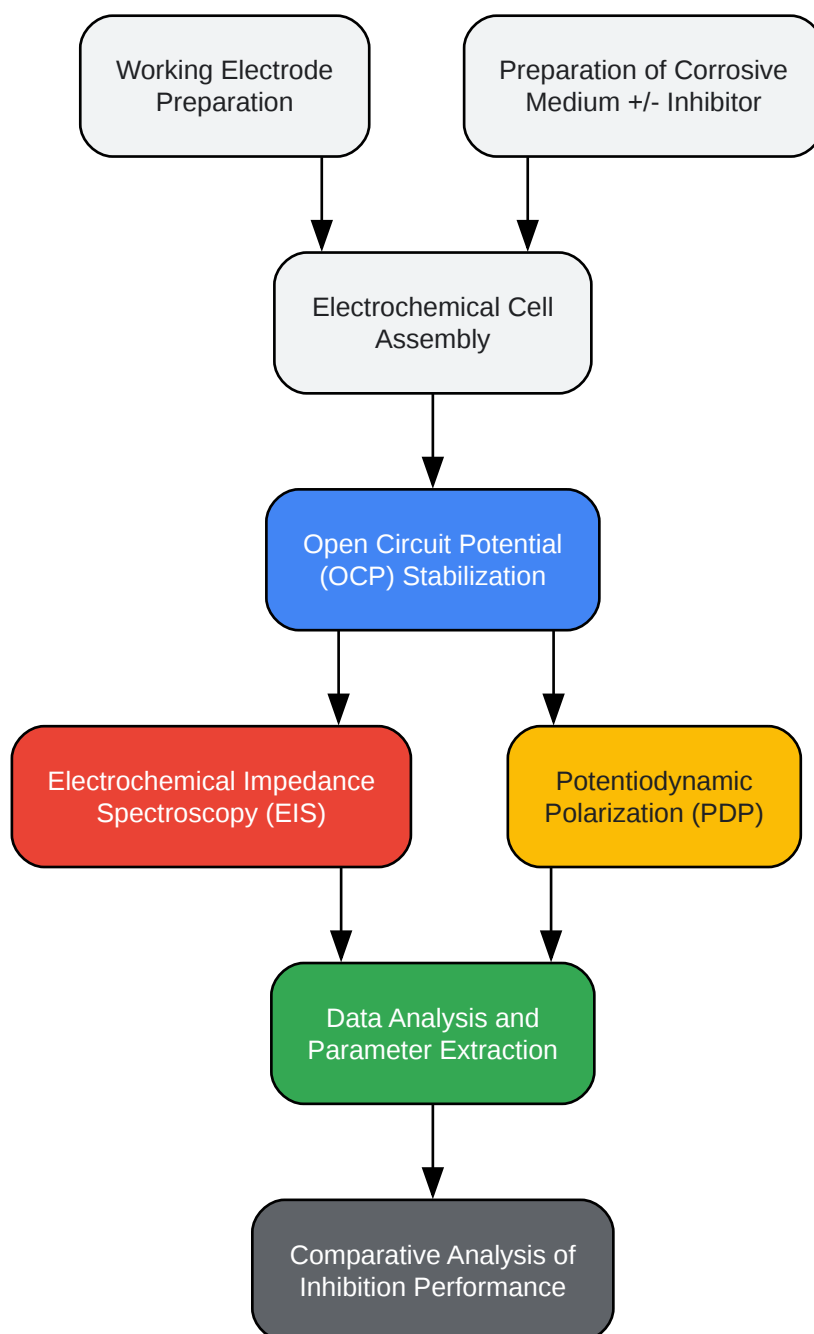 Working Electrode
Preparation
Preparation of Corrosive
Medium +/- Inhibitor
Electrochemical Cell
Assembly
Open Circuit Potential
(OCP) Stabilization
Electrochemical Impedance
Spectroscopy (EIS)
Potentiodynamic
Polarization (PDP)
Data Analysis and
Parameter Extraction
Comparative Analysis of
Inhibition Performance